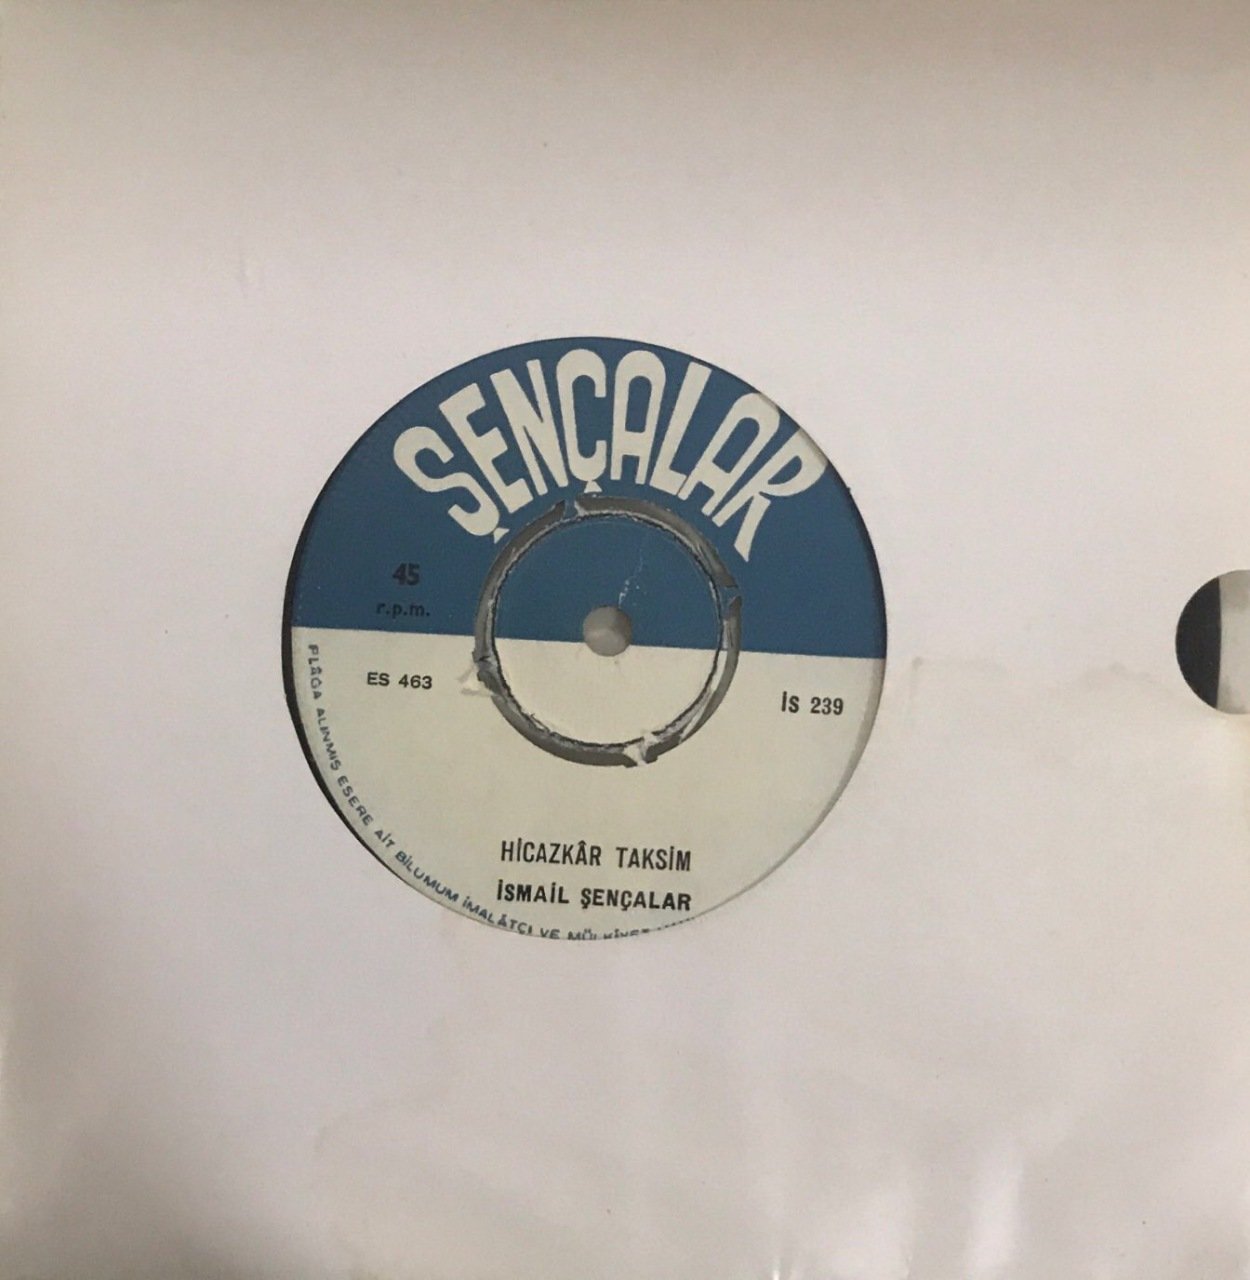 ŞENÇALAR
45
r.p.m.
ES 463
İS 239
HİCAZKÂR TAKSİM
İSMAİL ŞENÇALAR
PLÂĞA ALINMIŞ ESERE AİT BİLUMUM İMALÂTÇI VE MÜLKİYET